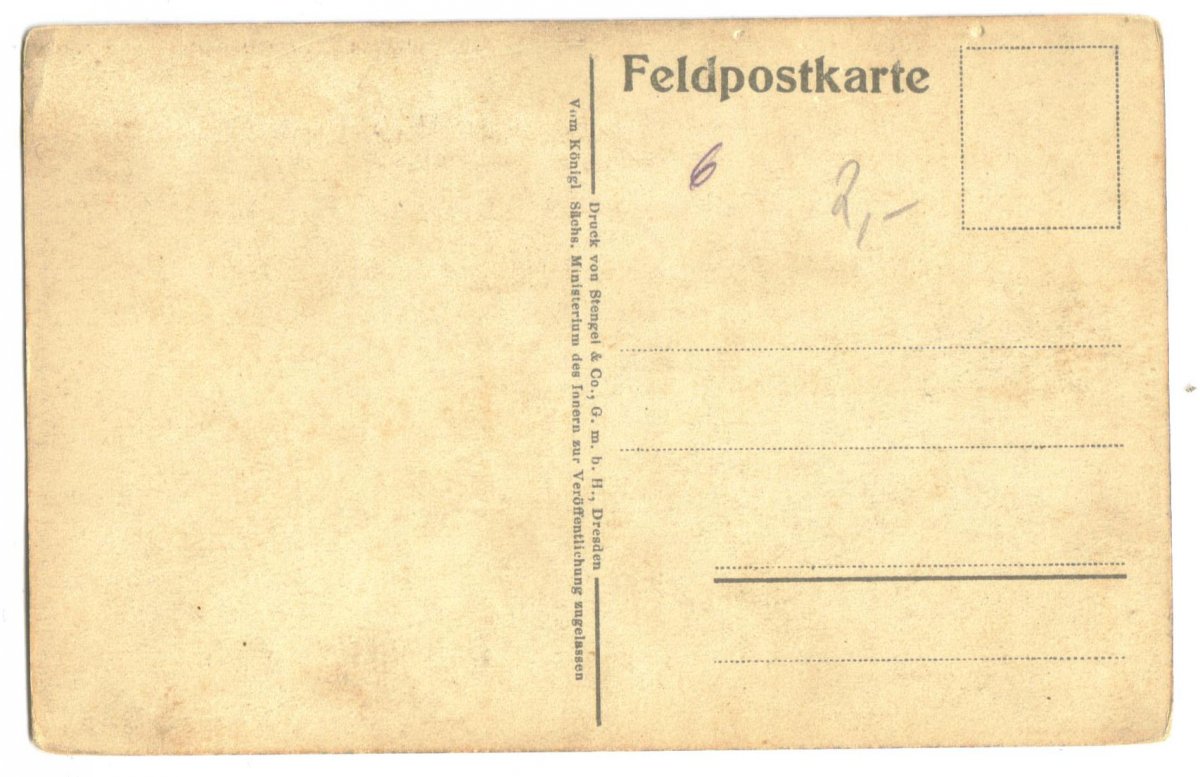 Feldpostkarte
6
2,-
Druck von Stengel & Co., G. m. b. H., Dresden
Vom Königl Sächs. Ministerium des Innern zur Veröffentlichung zugelassen